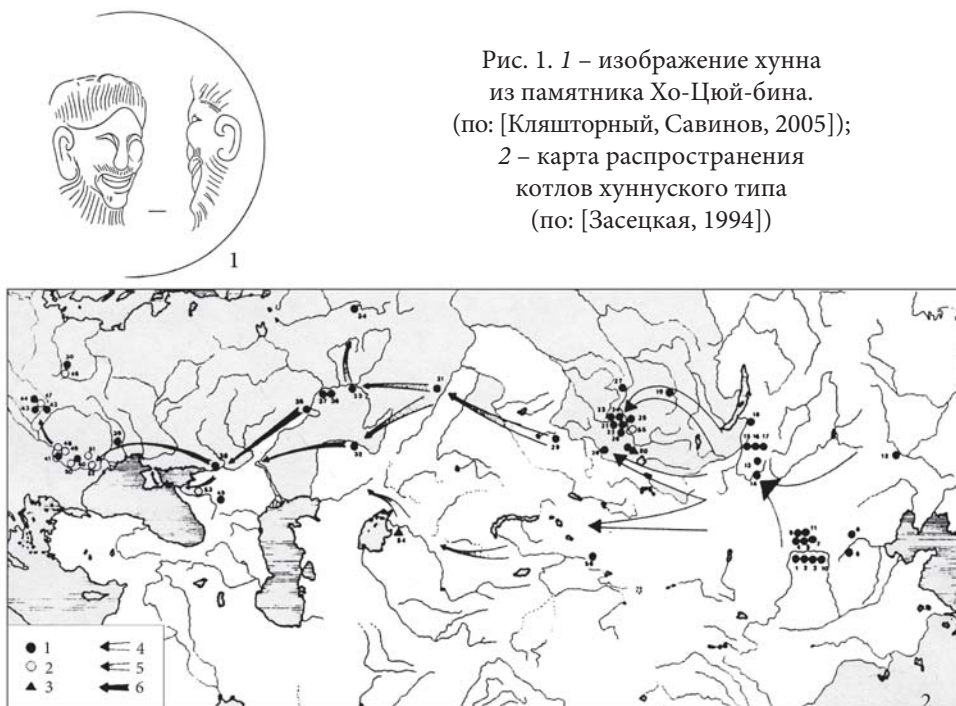 Рис. 1. 1 – изображение хунна
из памятника Хо-Цюй-бина.
(по: [Кляшторный, Савинов, 2005]);
2 – карта распространения
котлов хуннуского типа
(по: [Засецкая, 1994])
1
1 4
2 5
3 6
2